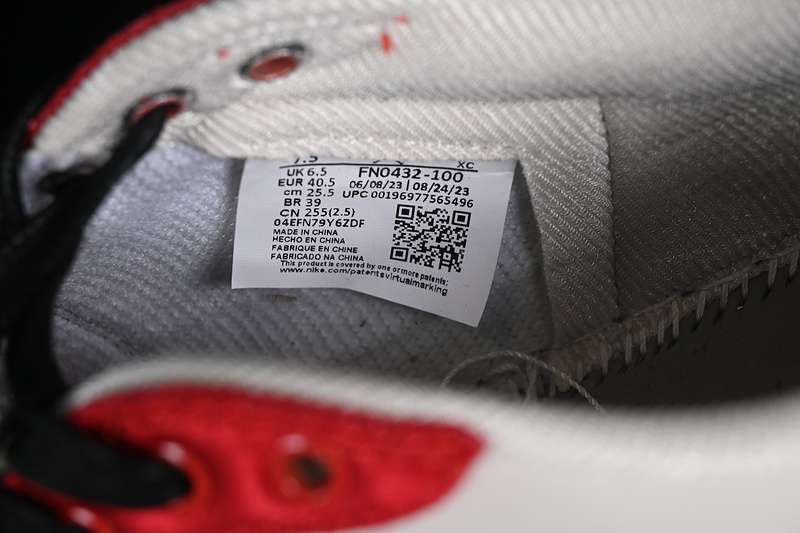 7.5 XC
UK 6.5 FN0432-100
EUR 40.5 06/08/23 | 08/24/23
cm 25.5 UPC 00196977565496
BR 39
CN 255(2.5)
04EFN79Y6ZDF
MADE IN CHINA
HECHO EN CHINA
FABRIQUE EN CHINE
FABRICADO NA CHINA
This product is covered by one or more patents:
www.nike.com/patentsvirtualmarking